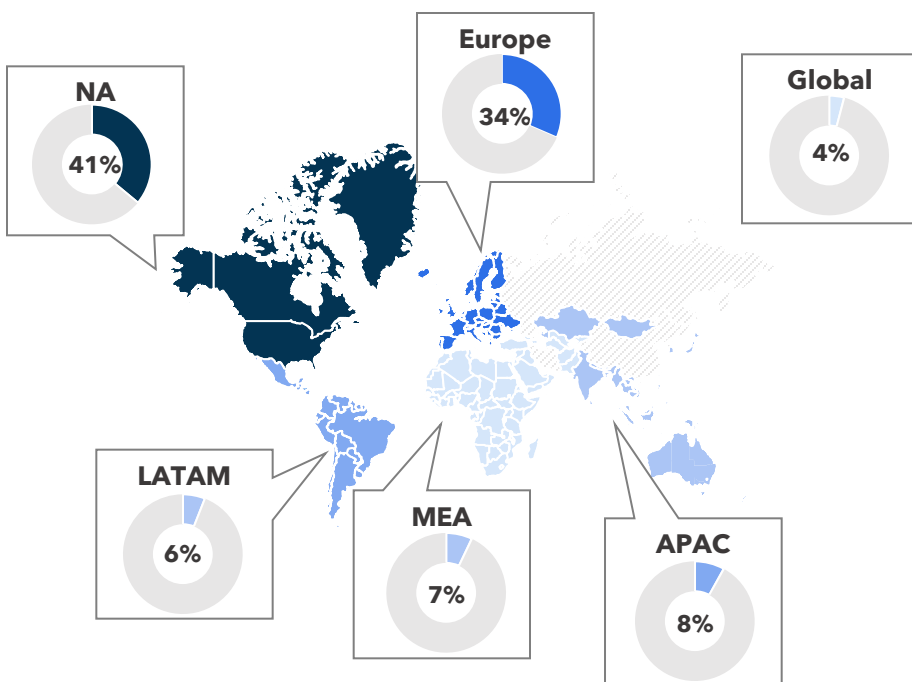 Europe
34%
NA
41%
Global
4%
LATAM
6%
MEA
7%
APAC
8%